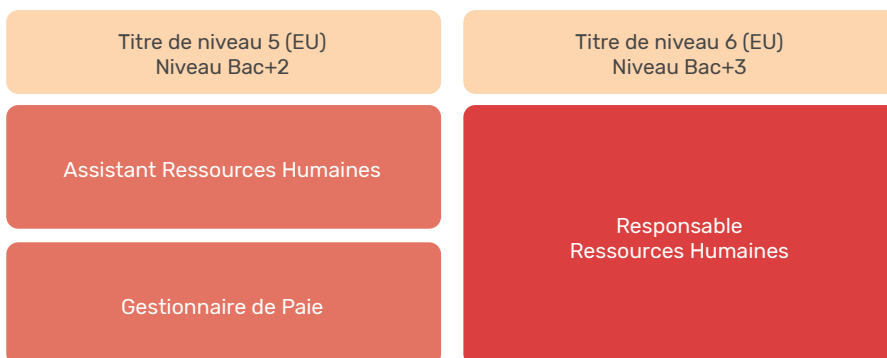 Titre de niveau 5 (EU)
Niveau Bac+2
Titre de niveau 6 (EU)
Niveau Bac+3
Assistant Ressources Humaines
Gestionnaire de Paie
Responsable
Ressources Humaines